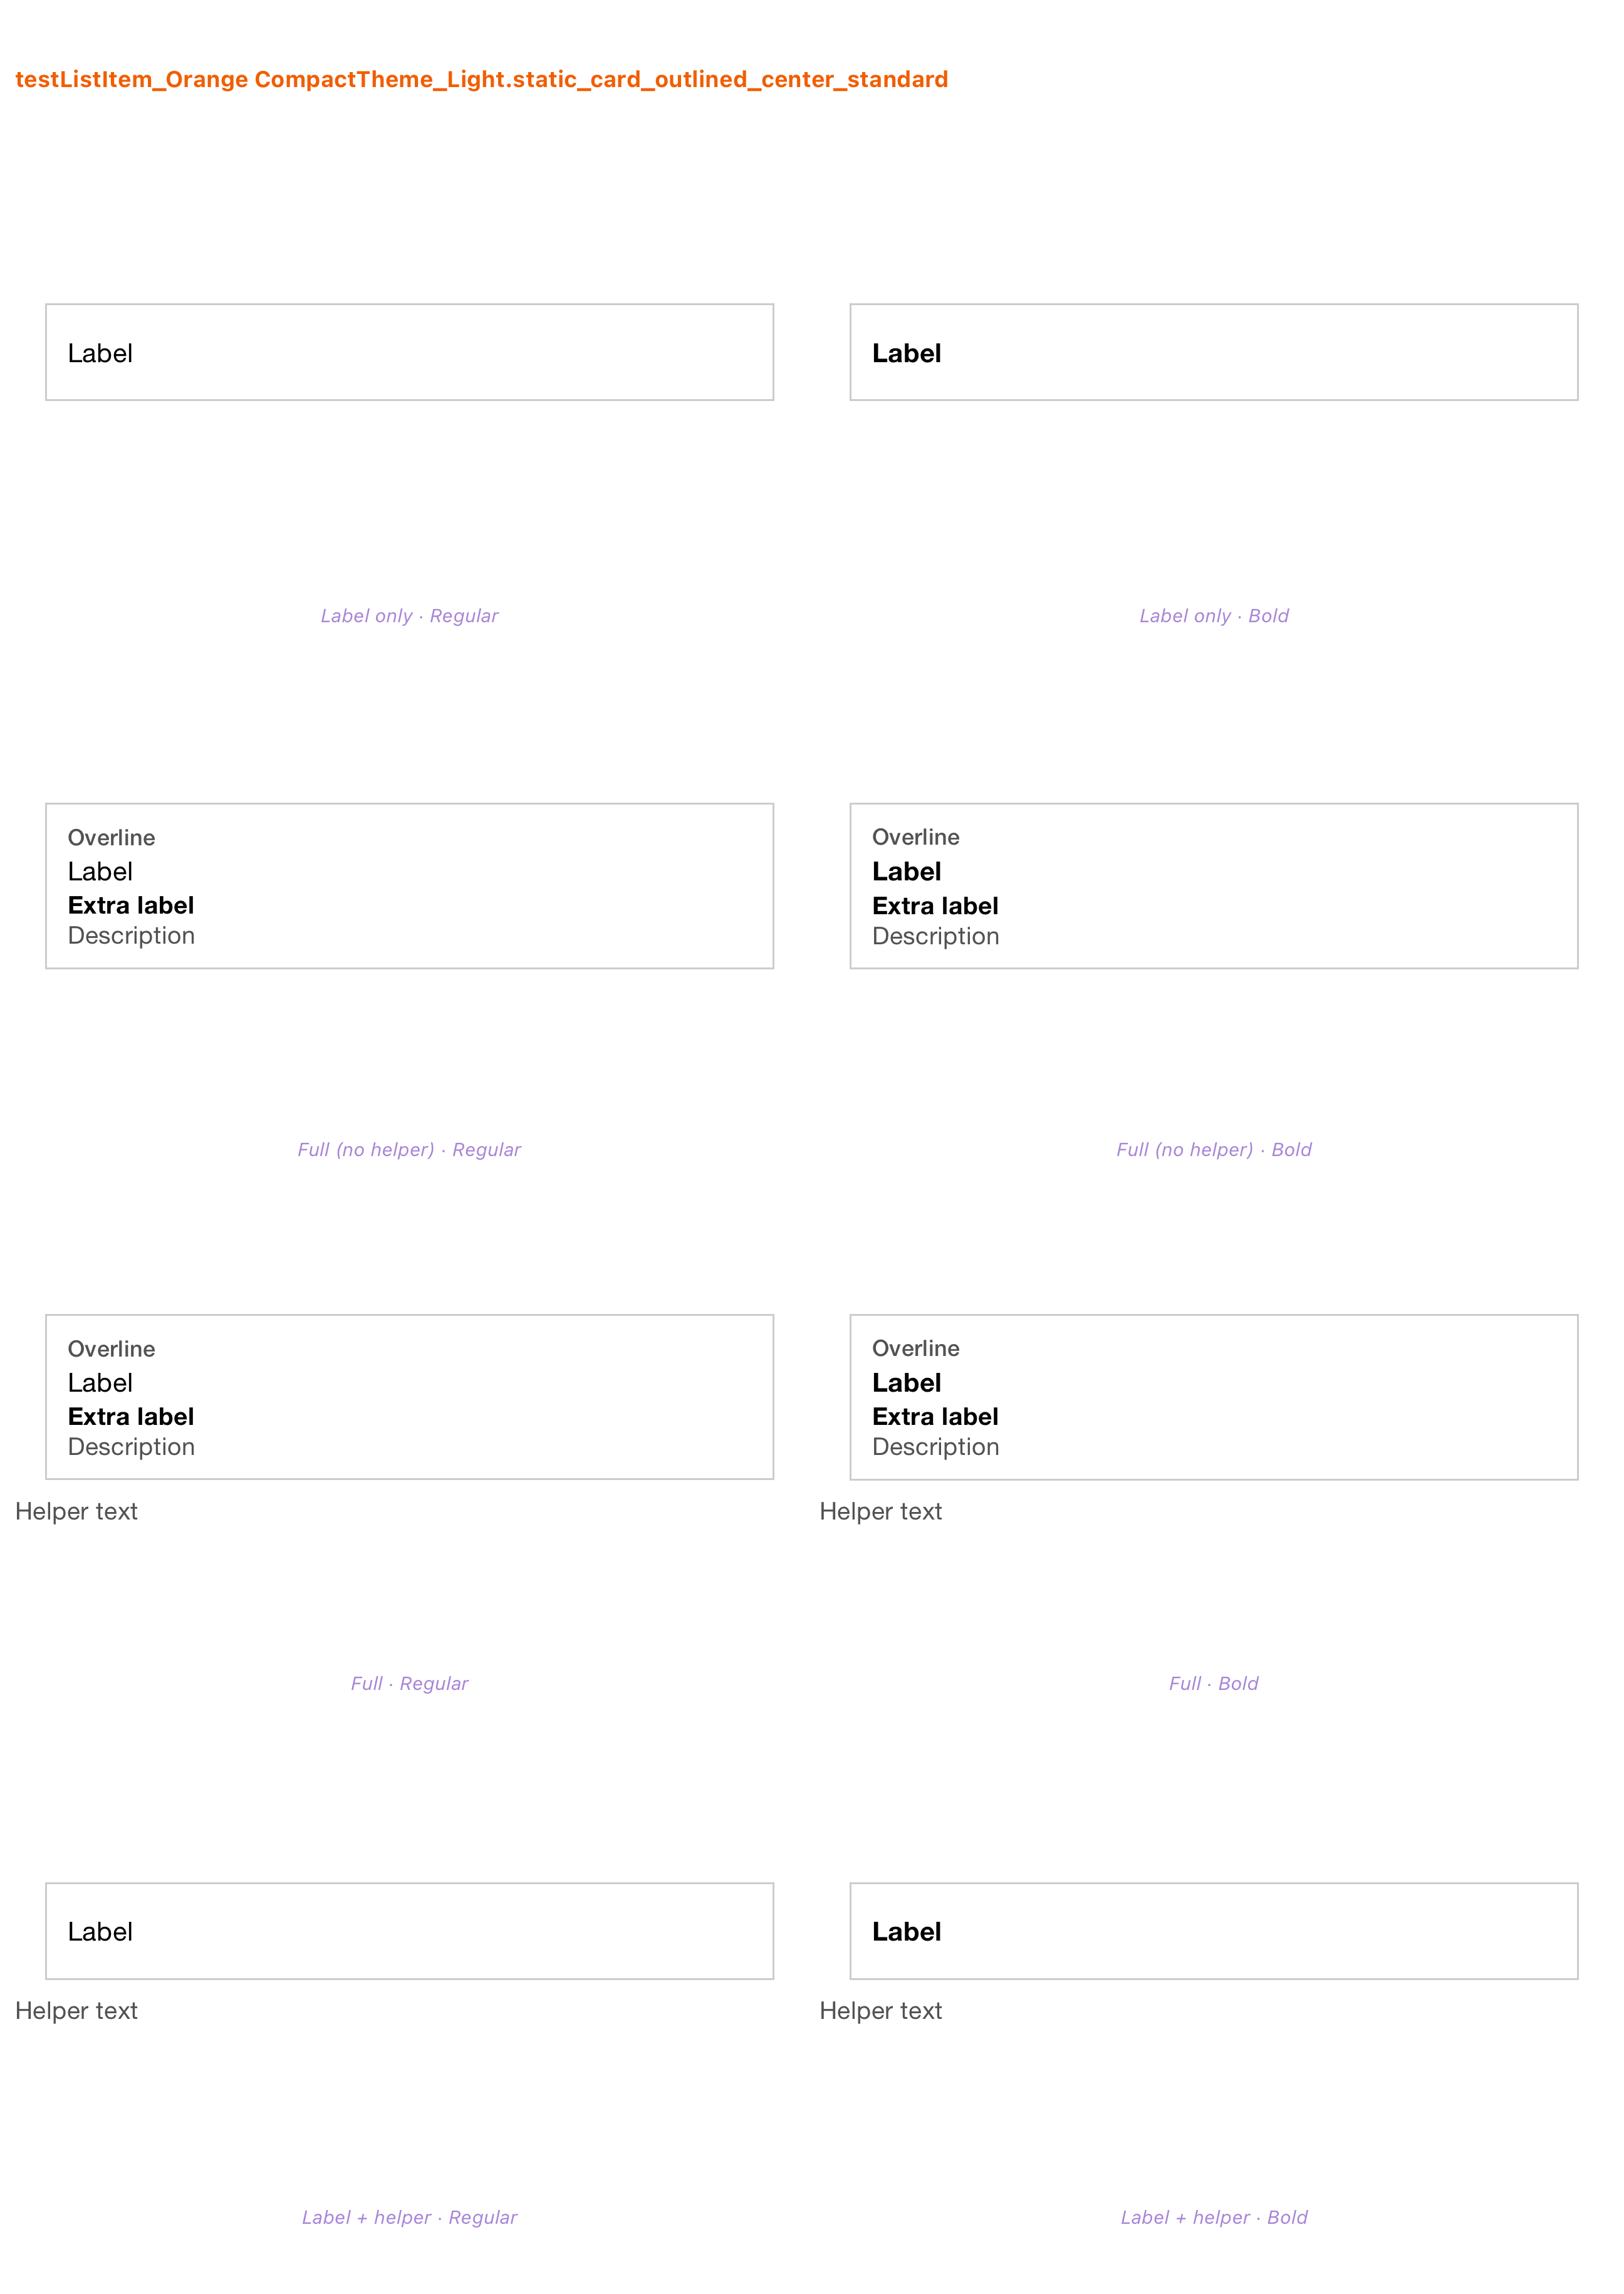 testListItem_Orange CompactTheme_Light.static_card_outlined_center_standard
Label
Label
Label only · Regular
Label only · Bold
Overline
Label
Extra label
Description
Overline
Label
Extra label
Description
Full (no helper) · Regular
Full (no helper) · Bold
Overline
Label
Extra label
Description
Helper text
Overline
Label
Extra label
Description
Helper text
Full · Regular
Full · Bold
Label
Helper text
Label
Helper text
Label + helper · Regular
Label + helper · Bold